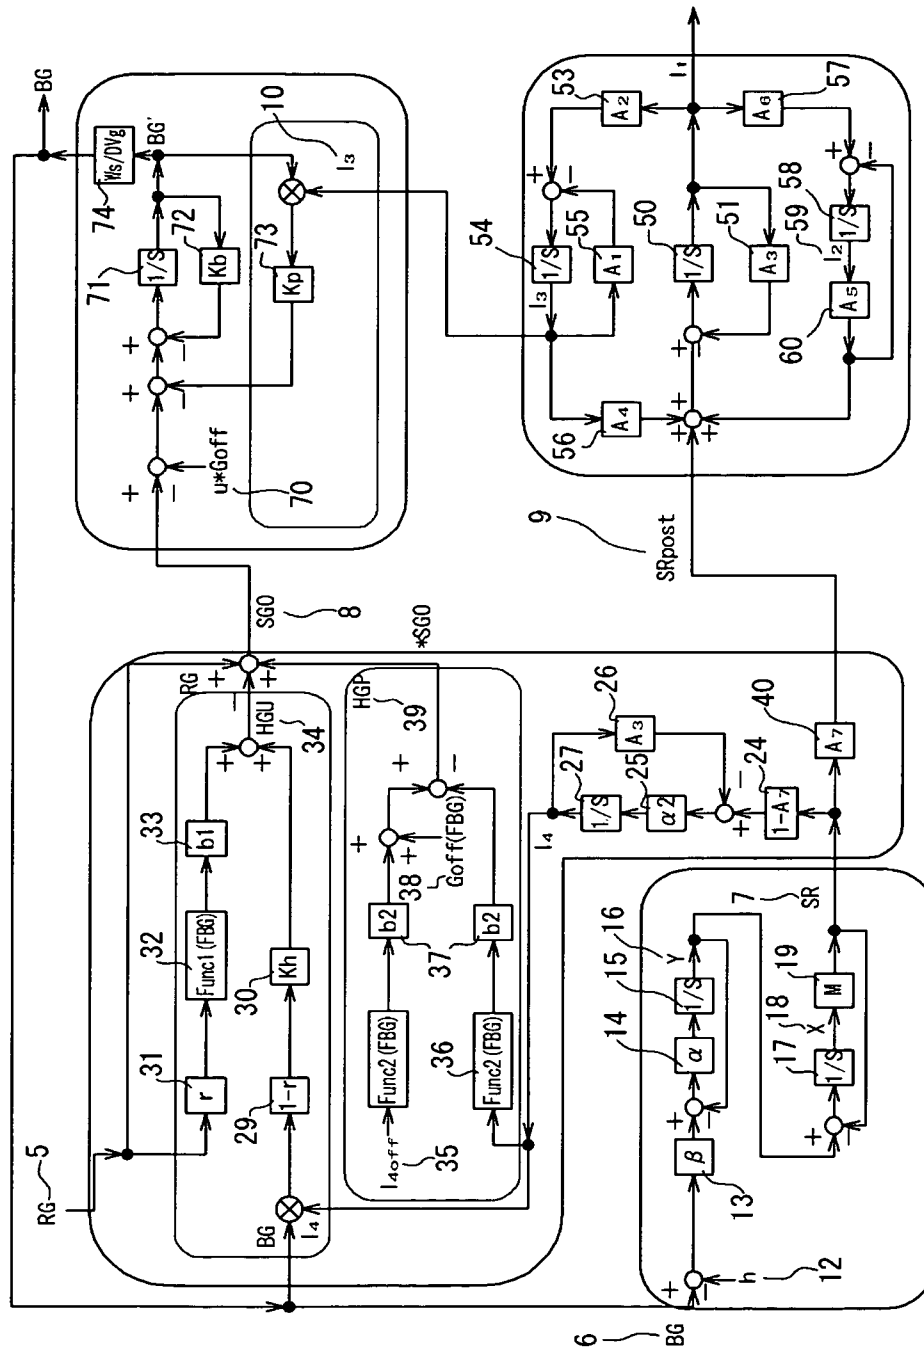 RG
5
31
r
32
Func1(FBG)
33
b1
RG
+
+
−
SGO
8
HGU
34
+
+
29
1-r
30
Kh
BG
I4
I4off
35
Func2(FBG)
36
Func2(FBG)
37
b2
b2
38
Goff(FBG)
+
+
HGP
39
+
−
*SGO
I4
27
1/S
25
α2
26
A3
−
+
24
1-A7
40
A7
6
BG
+
−
h
12
13
β
+
−
14
α
15
1/S
16
Y
+
−
17
1/S
18
X
19
M
7
SR
9
SRpost
+
−
u*Goff
70
+
−
+
−
71
1/S
72
Kb
BG'
74
Ws/DVg
BG
73
Kp
10
I3
56
A4
+
+
+
+
−
I3
54
1/S
55
A1
+
−
53
A2
50
1/S
51
A3
I1
57
A6
+
−
58
1/S
59
I2
60
A5